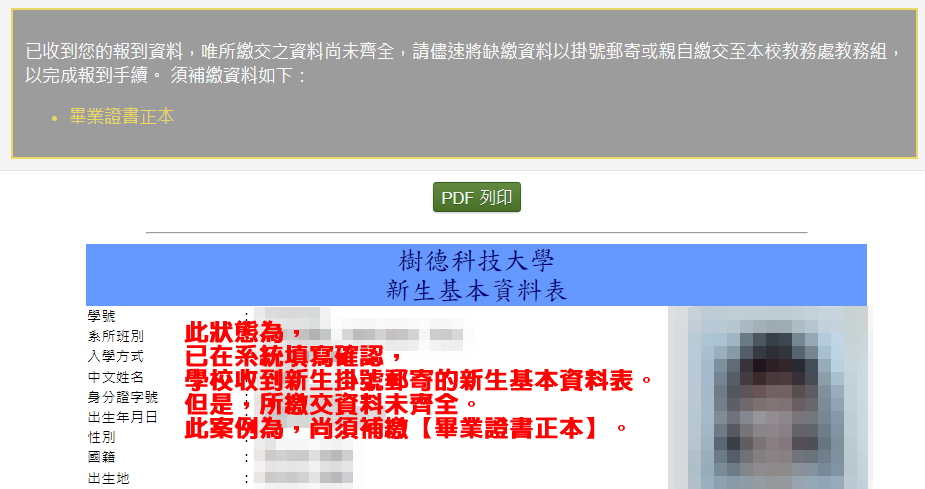 已收到您的報到資料，唯所繳交之資料尚未齊全，請儘速將缺繳資料以掛號郵寄或親自繳交至本校教務處教務組，
以完成報到手續。 須補繳資料如下：
畢業證書正本
PDF 列印
樹德科技大學
新生基本資料表
學號 :
系所班別 :
入學方式
中文姓名
身分證字號
出生年月日
性別 :
國籍 :
出生地 :
此狀態為，
已在系統填寫確認，
學校收到新生掛號郵寄的新生基本資料表。
但是，所繳交資料未齊全。
此案例為，尚須補繳【畢業證書正本】。